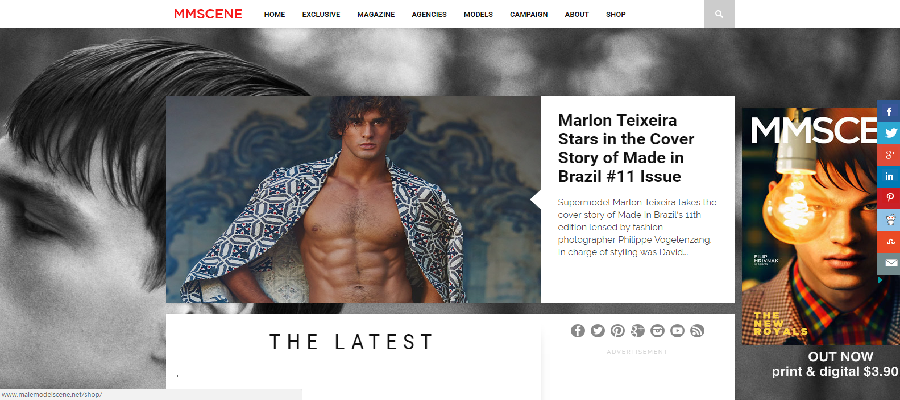 MMSCENE
HOME EXCLUSIVE MAGAZINE AGENCIES MODELS CAMPAIGN ABOUT SHOP
Marlon Teixeira
Stars in the Cover
Story of Made in
Brazil #11 Issue
Supermodel Marlon Teixeira takes the
cover story of Made in Brazil's 11th
edition lensed by fashion
photographer Philippe Vogelenzang.
In charge of styling was David...
MMSCE
FILIP
HRIVNAK
THE
NEW
ROYALS
OUT NOW
print & digital $3.90
THE LATEST
ADVERTISEMENT
www.malemodelscene.net/shop/